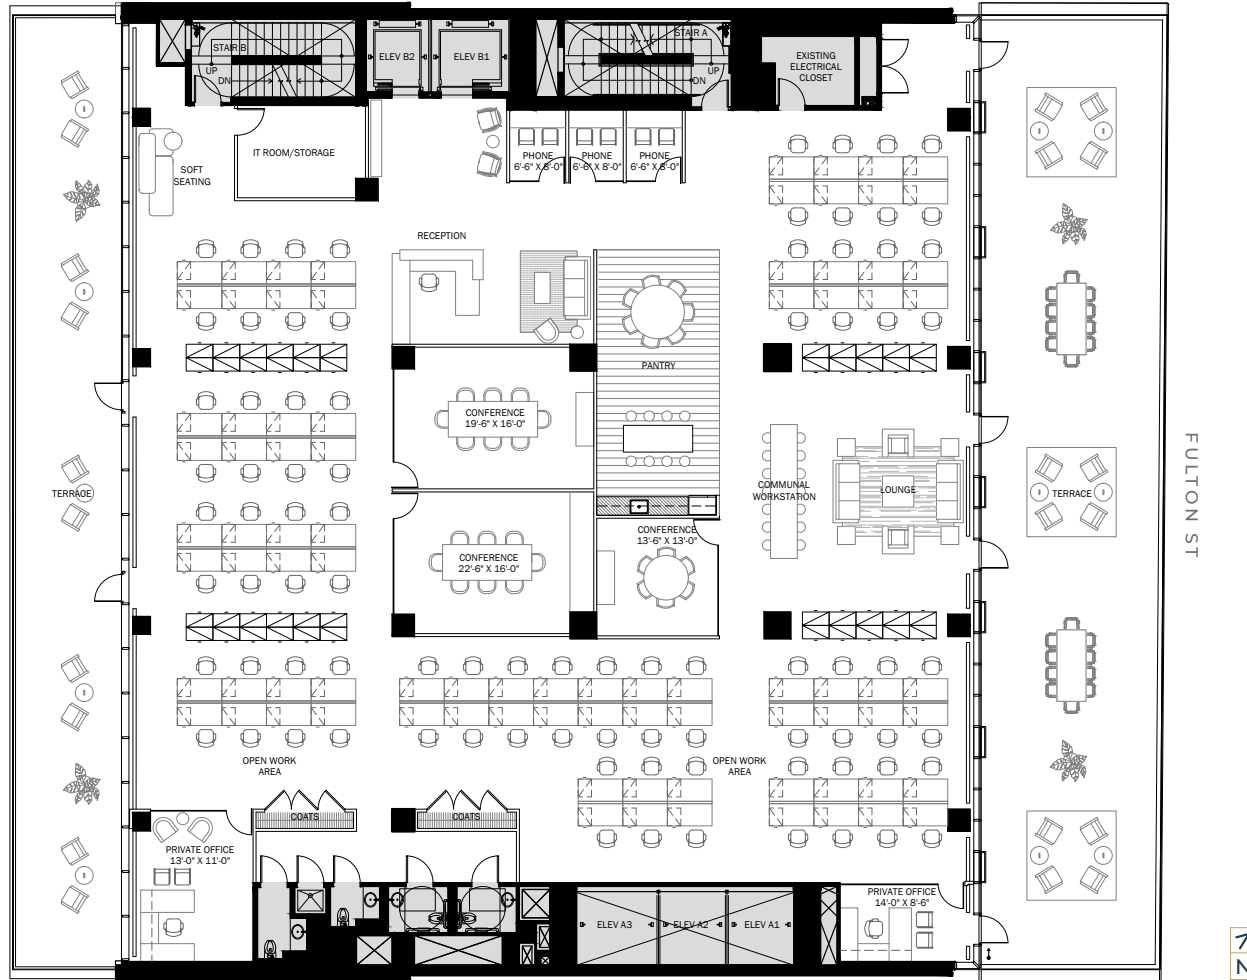 STAIR B
UP
DN
ELEV B2
ELEV B1
STAIR A
UP
DN
EXISTING
ELECTRICAL
CLOSET
IT ROOM/STORAGE
SOFT
SEATING
PHONE
6'-6" X 8'-0"
PHONE
6'-6" X 8'-0"
PHONE
6'-6" X 8'-0"
RECEPTION
PANTRY
CONFERENCE
19'-6" X 16'-0"
TERRACE
COMMUNAL
WORKSTATION
LOUNGE
TERRACE
FULTON ST
CONFERENCE
13'-6" X 13'-0"
CONFERENCE
22'-6" X 16'-0"
OPEN WORK
AREA
OPEN WORK
AREA
COATS
COATS
PRIVATE OFFICE
13'-0" X 11'-0"
PRIVATE OFFICE
14'-0" X 8'-6"
ELEV A3
ELEV A2
ELEV A1
N